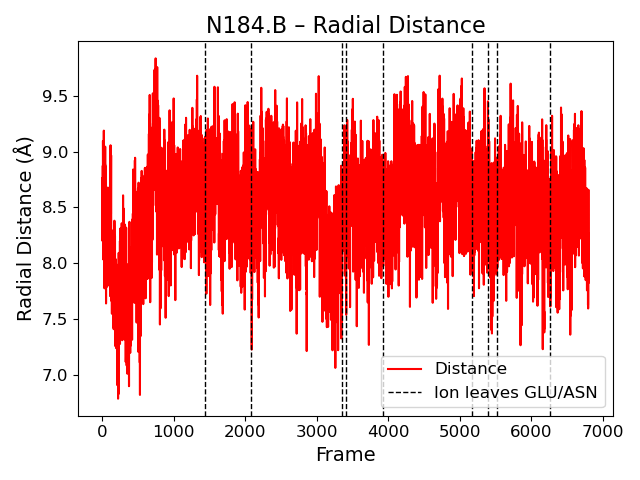 N184.B – Radial Distance
Radial Distance (Å)
9.5
9.0
8.5
8.0
7.5
7.0
Distance
Ion leaves GLU/ASN
0 1000 2000 3000 4000 5000 6000 7000
Frame